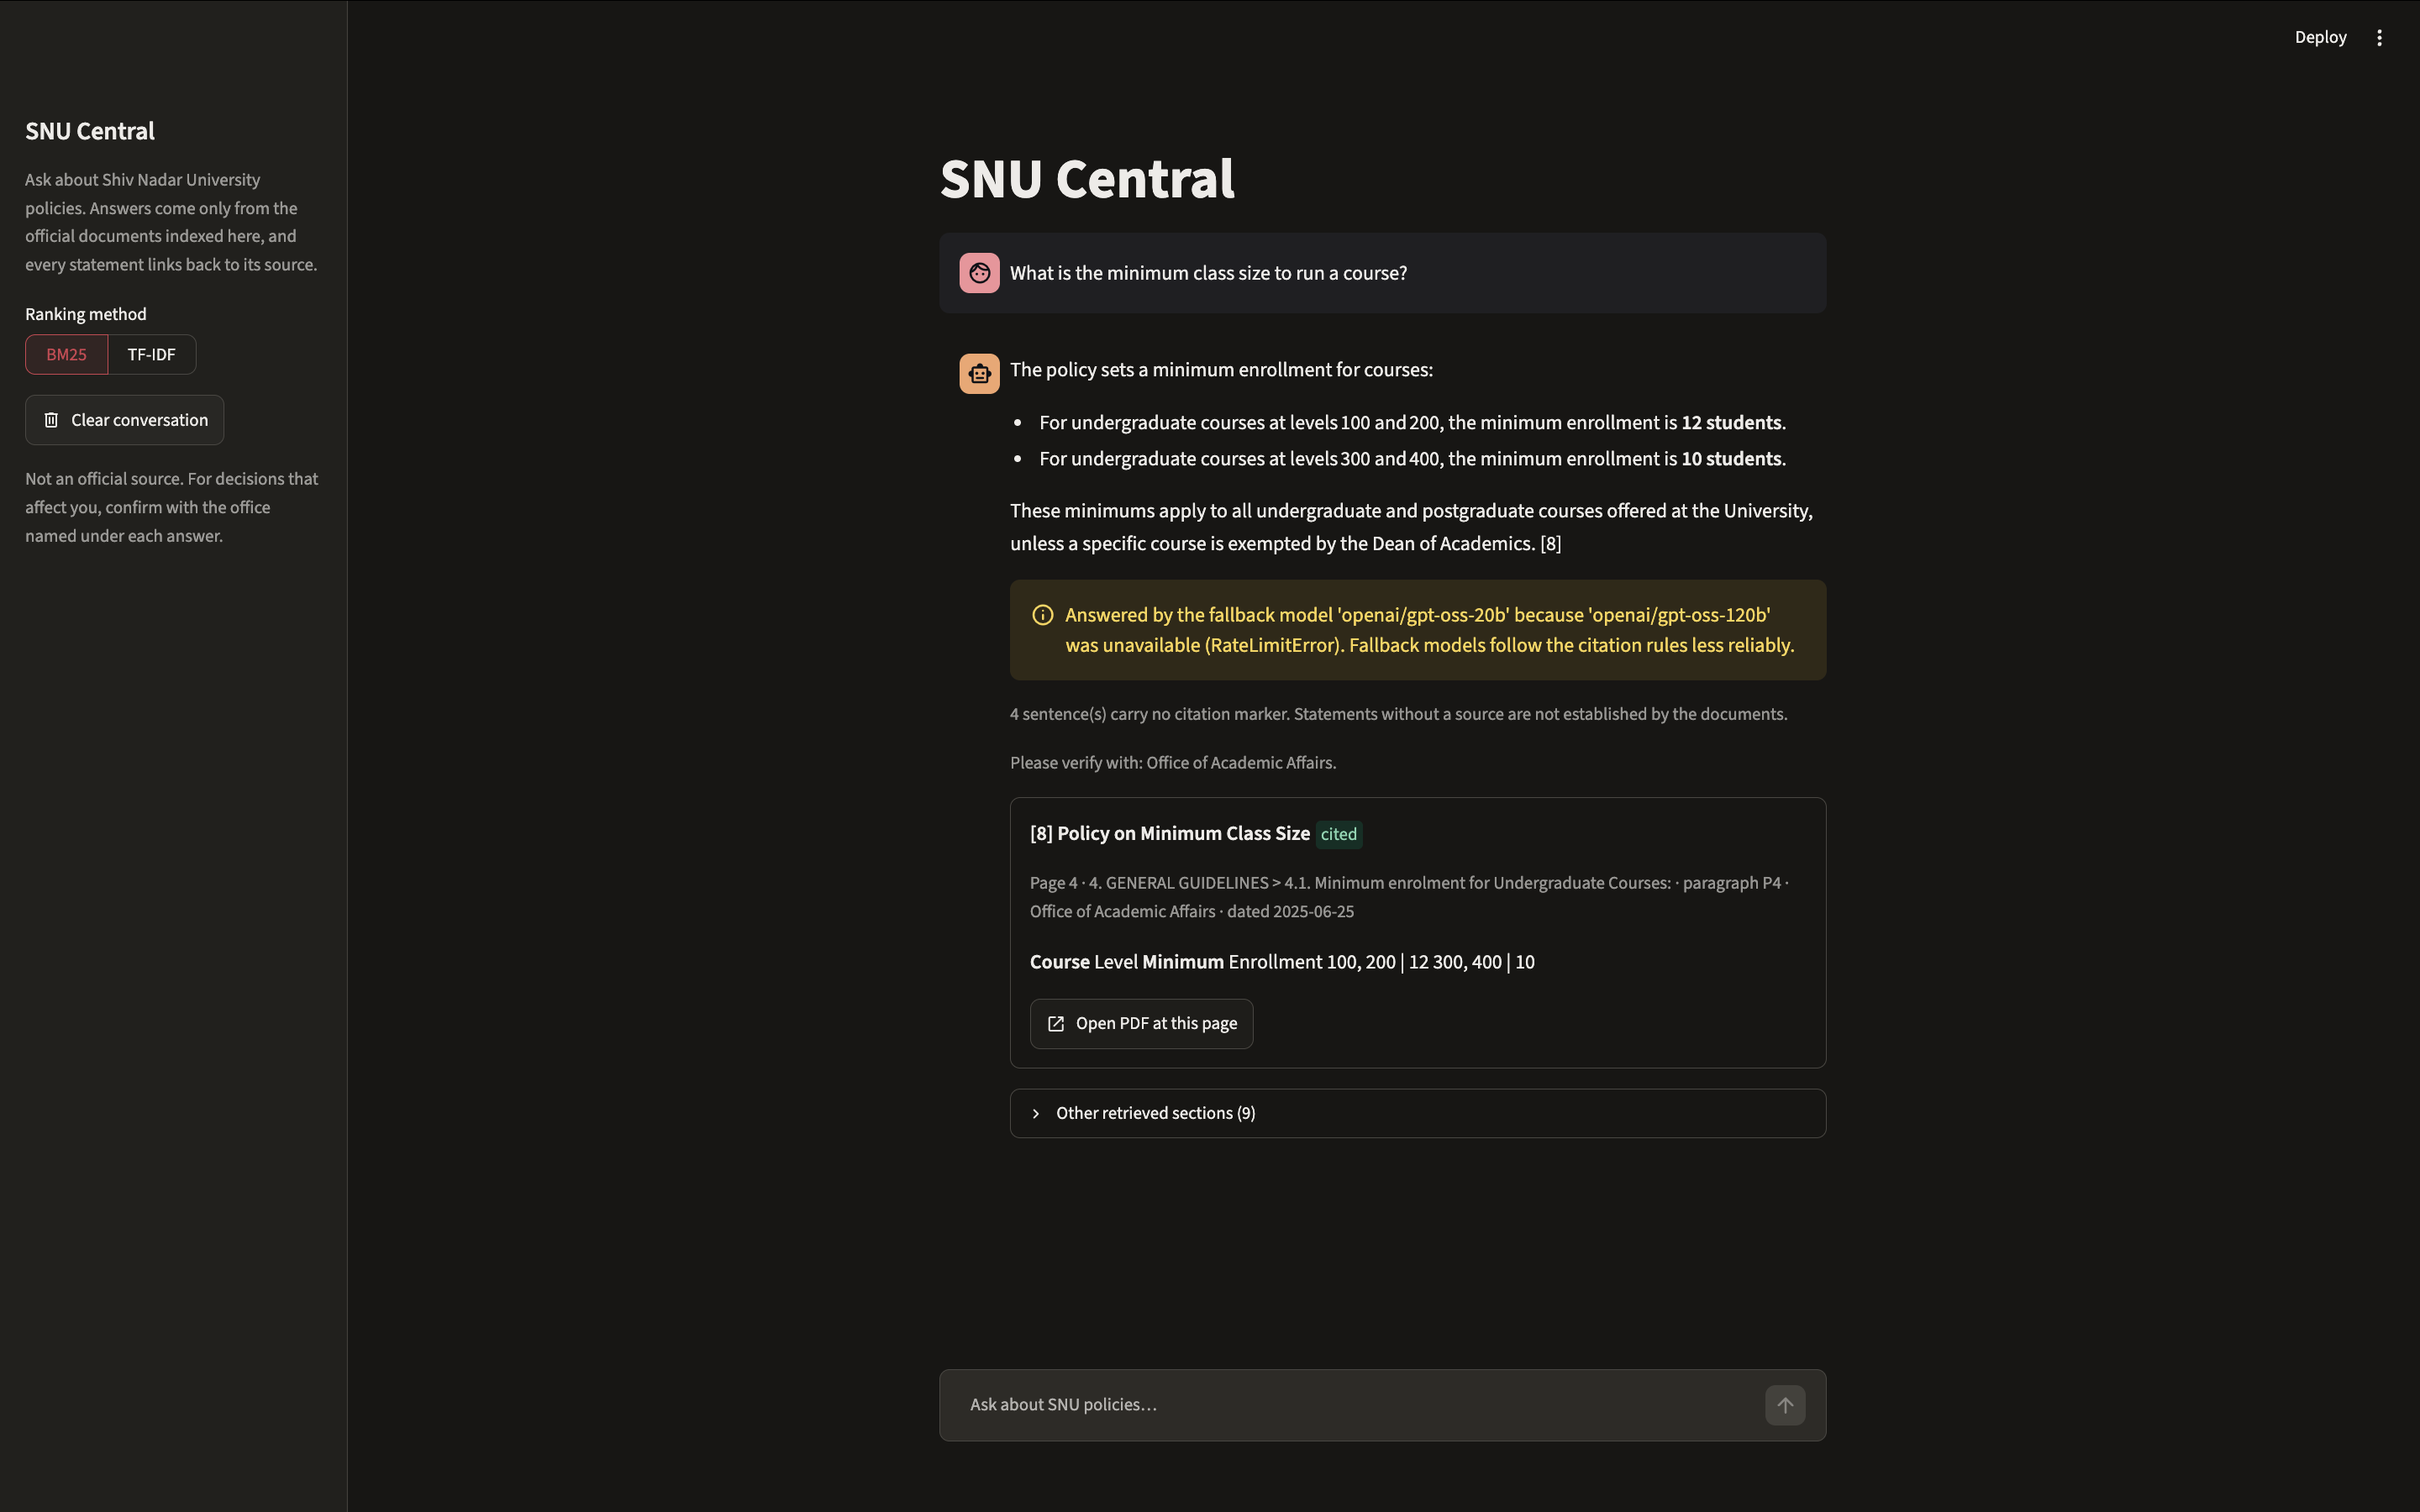 Deploy
SNU Central
Ask about Shiv Nadar University
policies. Answers come only from the
official documents indexed here, and
every statement links back to its source.
Ranking method
BM25 TF-IDF
Clear conversation
Not an official source. For decisions that
affect you, confirm with the office
named under each answer.
SNU Central
What is the minimum class size to run a course?
The policy sets a minimum enrollment for courses:
• For undergraduate courses at levels 100 and 200, the minimum enrollment is 12 students.
• For undergraduate courses at levels 300 and 400, the minimum enrollment is 10 students.
These minimums apply to all undergraduate and postgraduate courses offered at the University,
unless a specific course is exempted by the Dean of Academics. [8]
Answered by the fallback model 'openai/gpt-oss-20b' because 'openai/gpt-oss-120b'
was unavailable (RateLimitError). Fallback models follow the citation rules less reliably.
4 sentence(s) carry no citation marker. Statements without a source are not established by the documents.
Please verify with: Office of Academic Affairs.
[8] Policy on Minimum Class Size cited
Page 4 · 4. GENERAL GUIDELINES > 4.1. Minimum enrolment for Undergraduate Courses: · paragraph P4 ·
Office of Academic Affairs · dated 2025-06-25
Course Level Minimum Enrollment 100, 200 | 12 300, 400 | 10
Open PDF at this page
Other retrieved sections (9)
Ask about SNU policies…